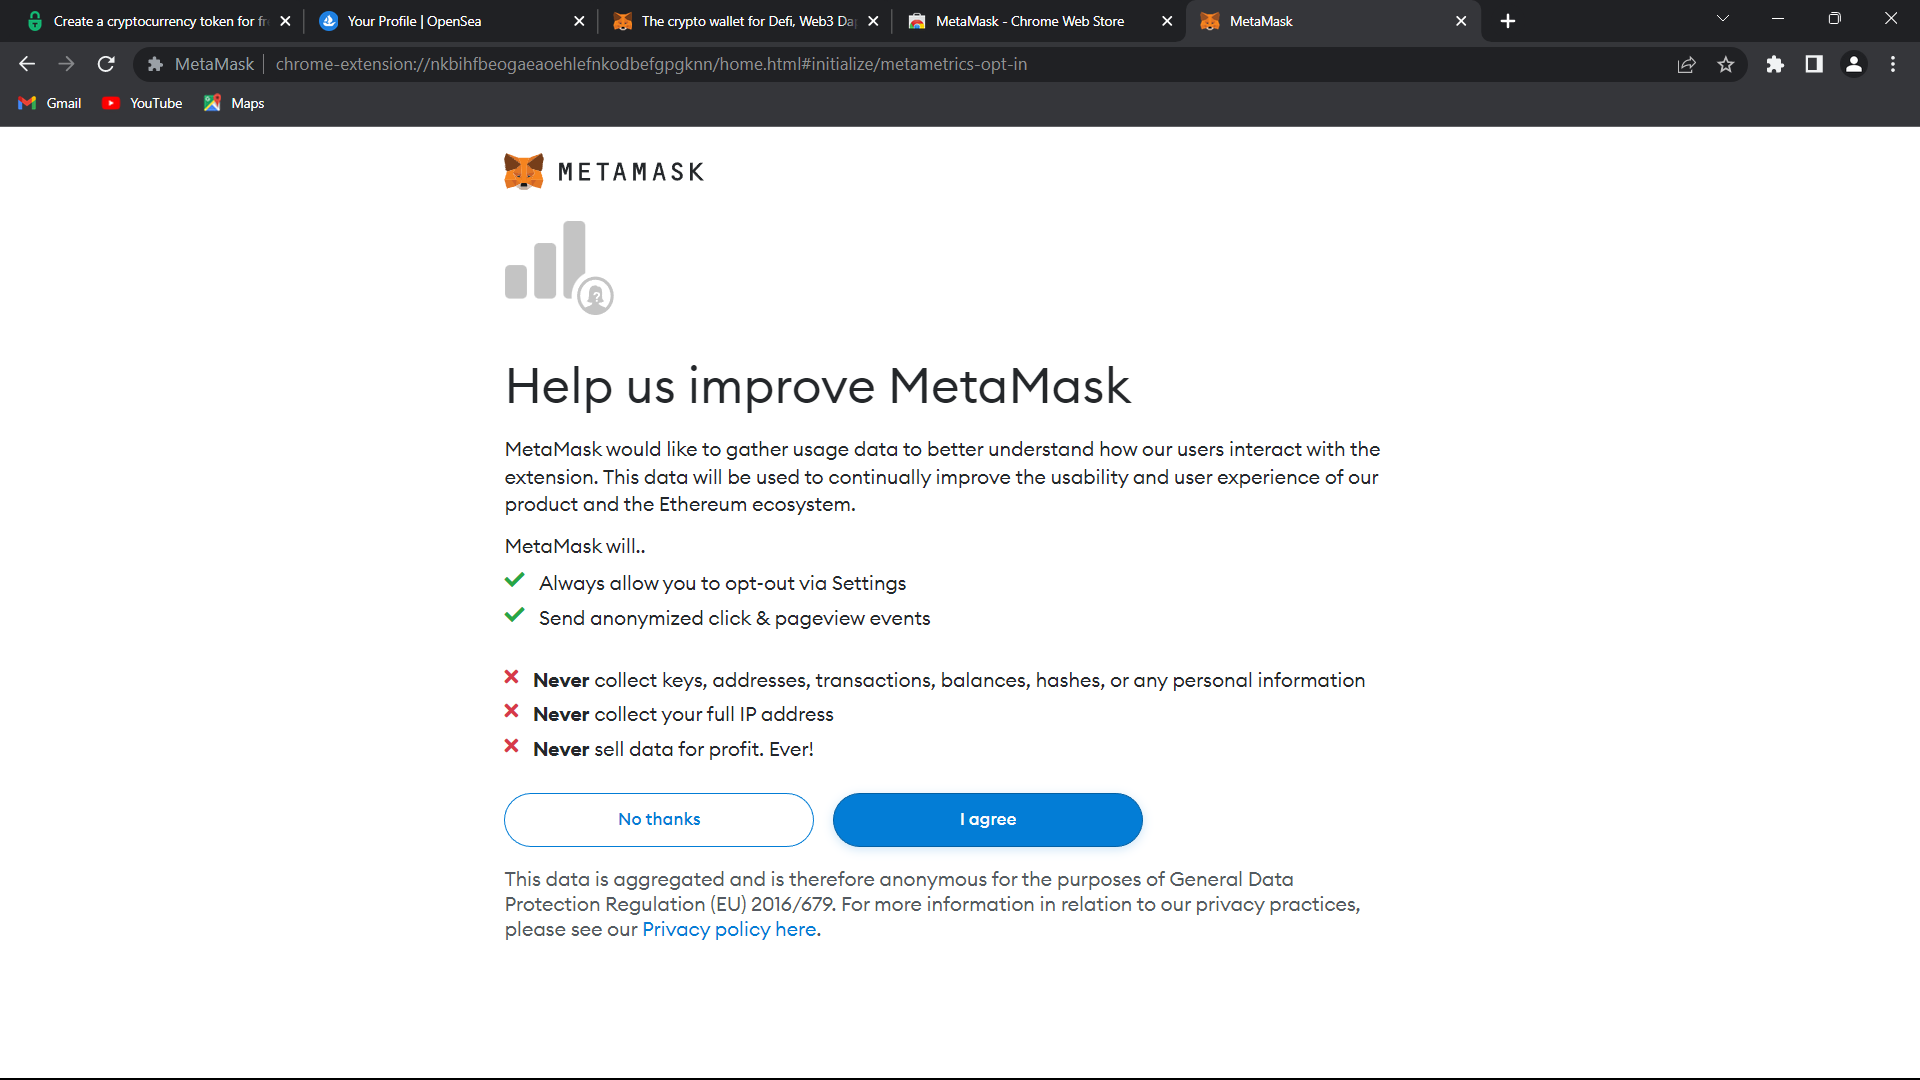 Create a cryptocurrency token for fr
Your Profile | OpenSea
The crypto wallet for Defi, Web3 Da
MetaMask - Chrome Web Store
MetaMask
MetaMask
chrome-extension://nkbihfbeogaeaoehlefnkodbefgpgknn/home.html#initialize/metametrics-opt-in
Gmail
YouTube
Maps
METAMASK
?
Help us improve MetaMask
MetaMask would like to gather usage data to better understand how our users interact with the
extension. This data will be used to continually improve the usability and user experience of our
product and the Ethereum ecosystem.
MetaMask will..
Always allow you to opt-out via Settings
Send anonymized click & pageview events
Never collect keys, addresses, transactions, balances, hashes, or any personal information
Never collect your full IP address
Never sell data for profit. Ever!
No thanks
I agree
This data is aggregated and is therefore anonymous for the purposes of General Data
Protection Regulation (EU) 2016/679. For more information in relation to our privacy practices,
please see our Privacy policy here.